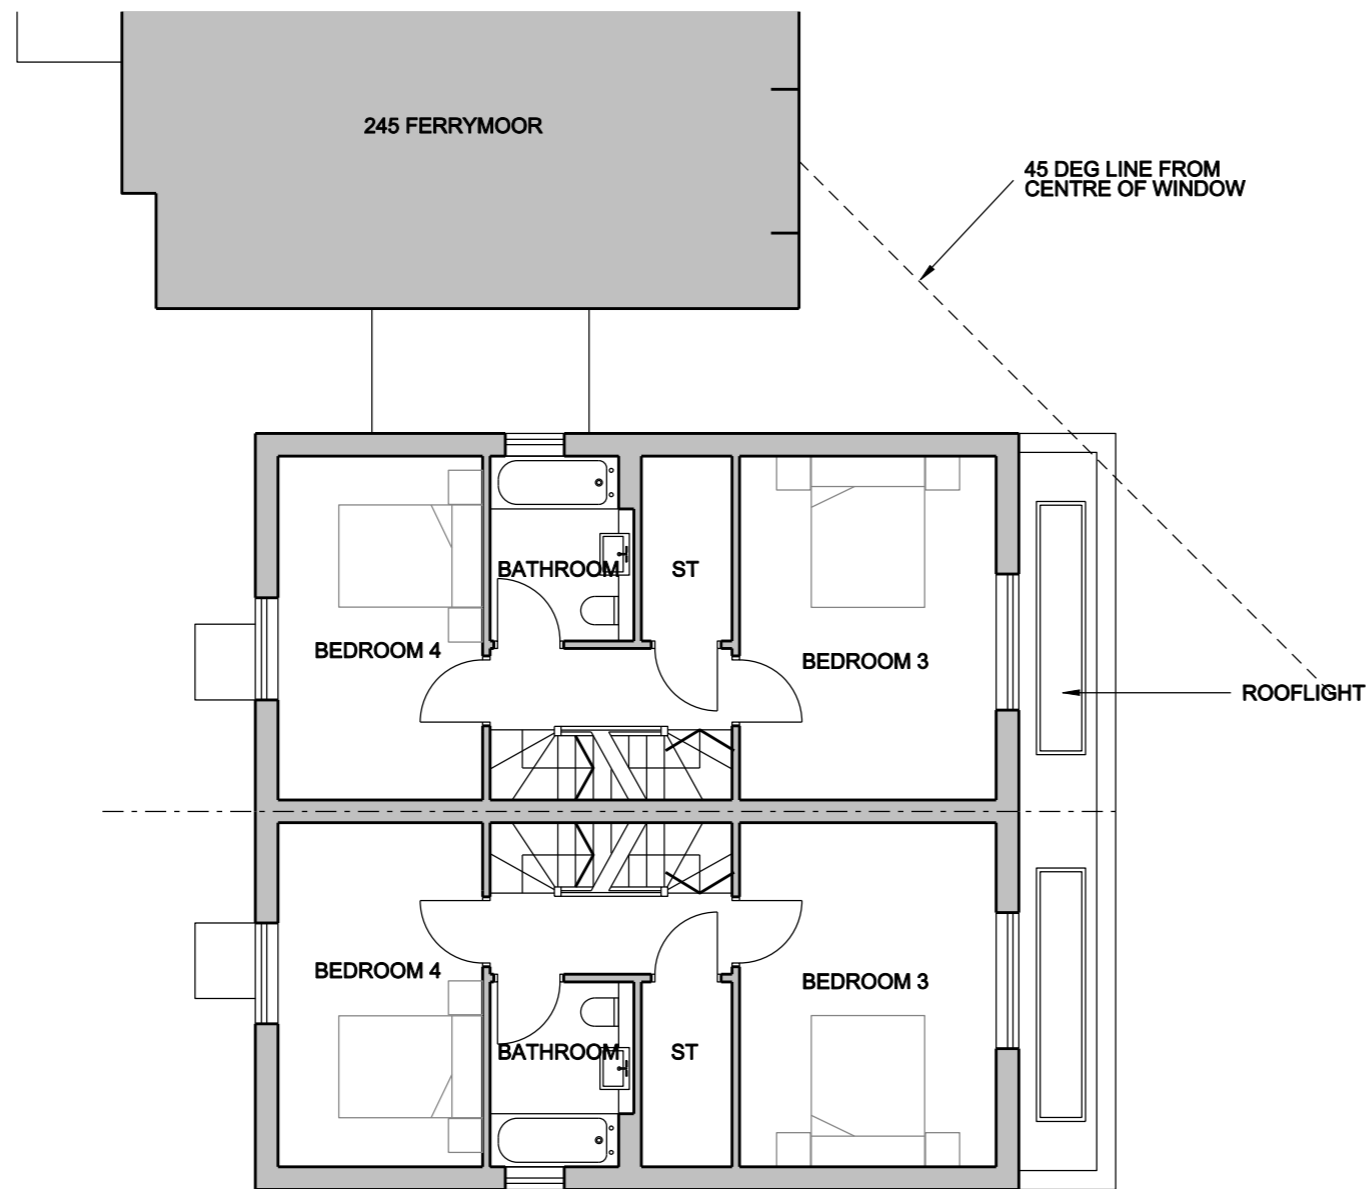 245 FERRYMOOR
45 DEG LINE FROM
CENTRE OF WINDOW
BATHROOM
ST
BEDROOM 4
BEDROOM 3
ROOFLIGHT
BEDROOM 4
BEDROOM 3
BATHROOM
ST